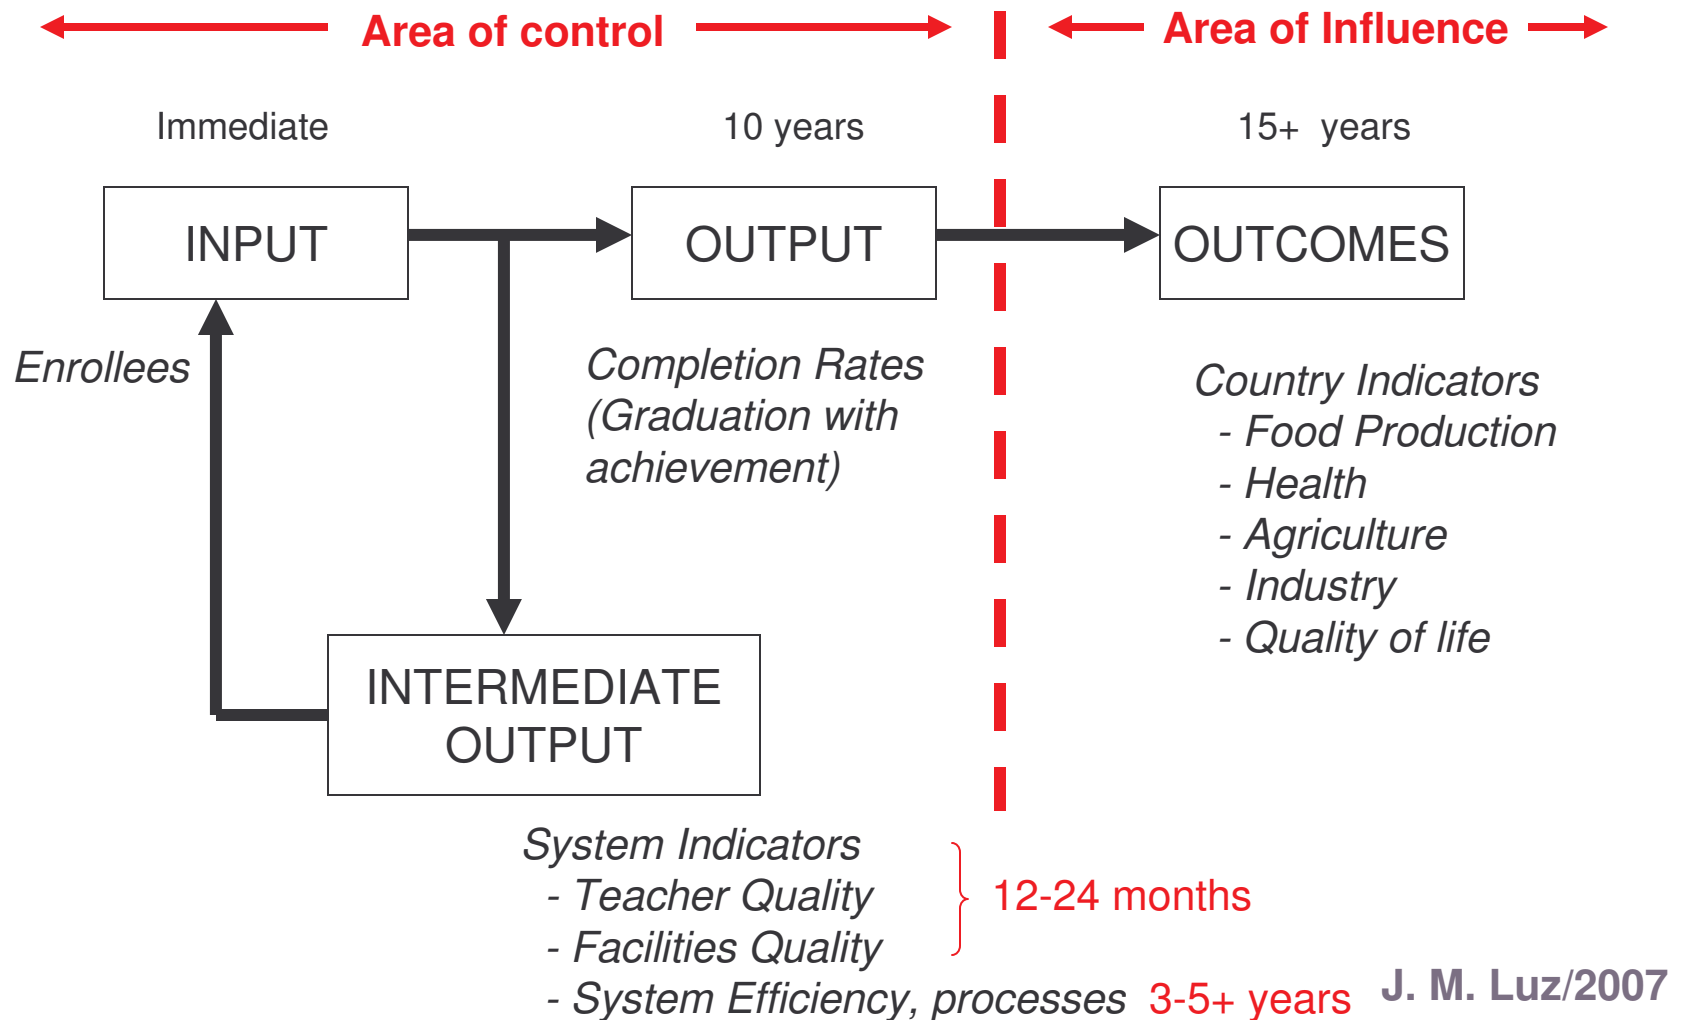 Area of control
Area of Influence
Immediate
10 years
15+ years
INPUT
OUTPUT
OUTCOMES
Enrollees
Completion Rates
(Graduation with
achievement)
Country Indicators
- Food Production
- Health
- Agriculture
- Industry
- Quality of life
INTERMEDIATE
OUTPUT
System Indicators
- Teacher Quality
- Facilities Quality
12-24 months
- System Efficiency, processes 3-5+ years
J. M. Luz/2007